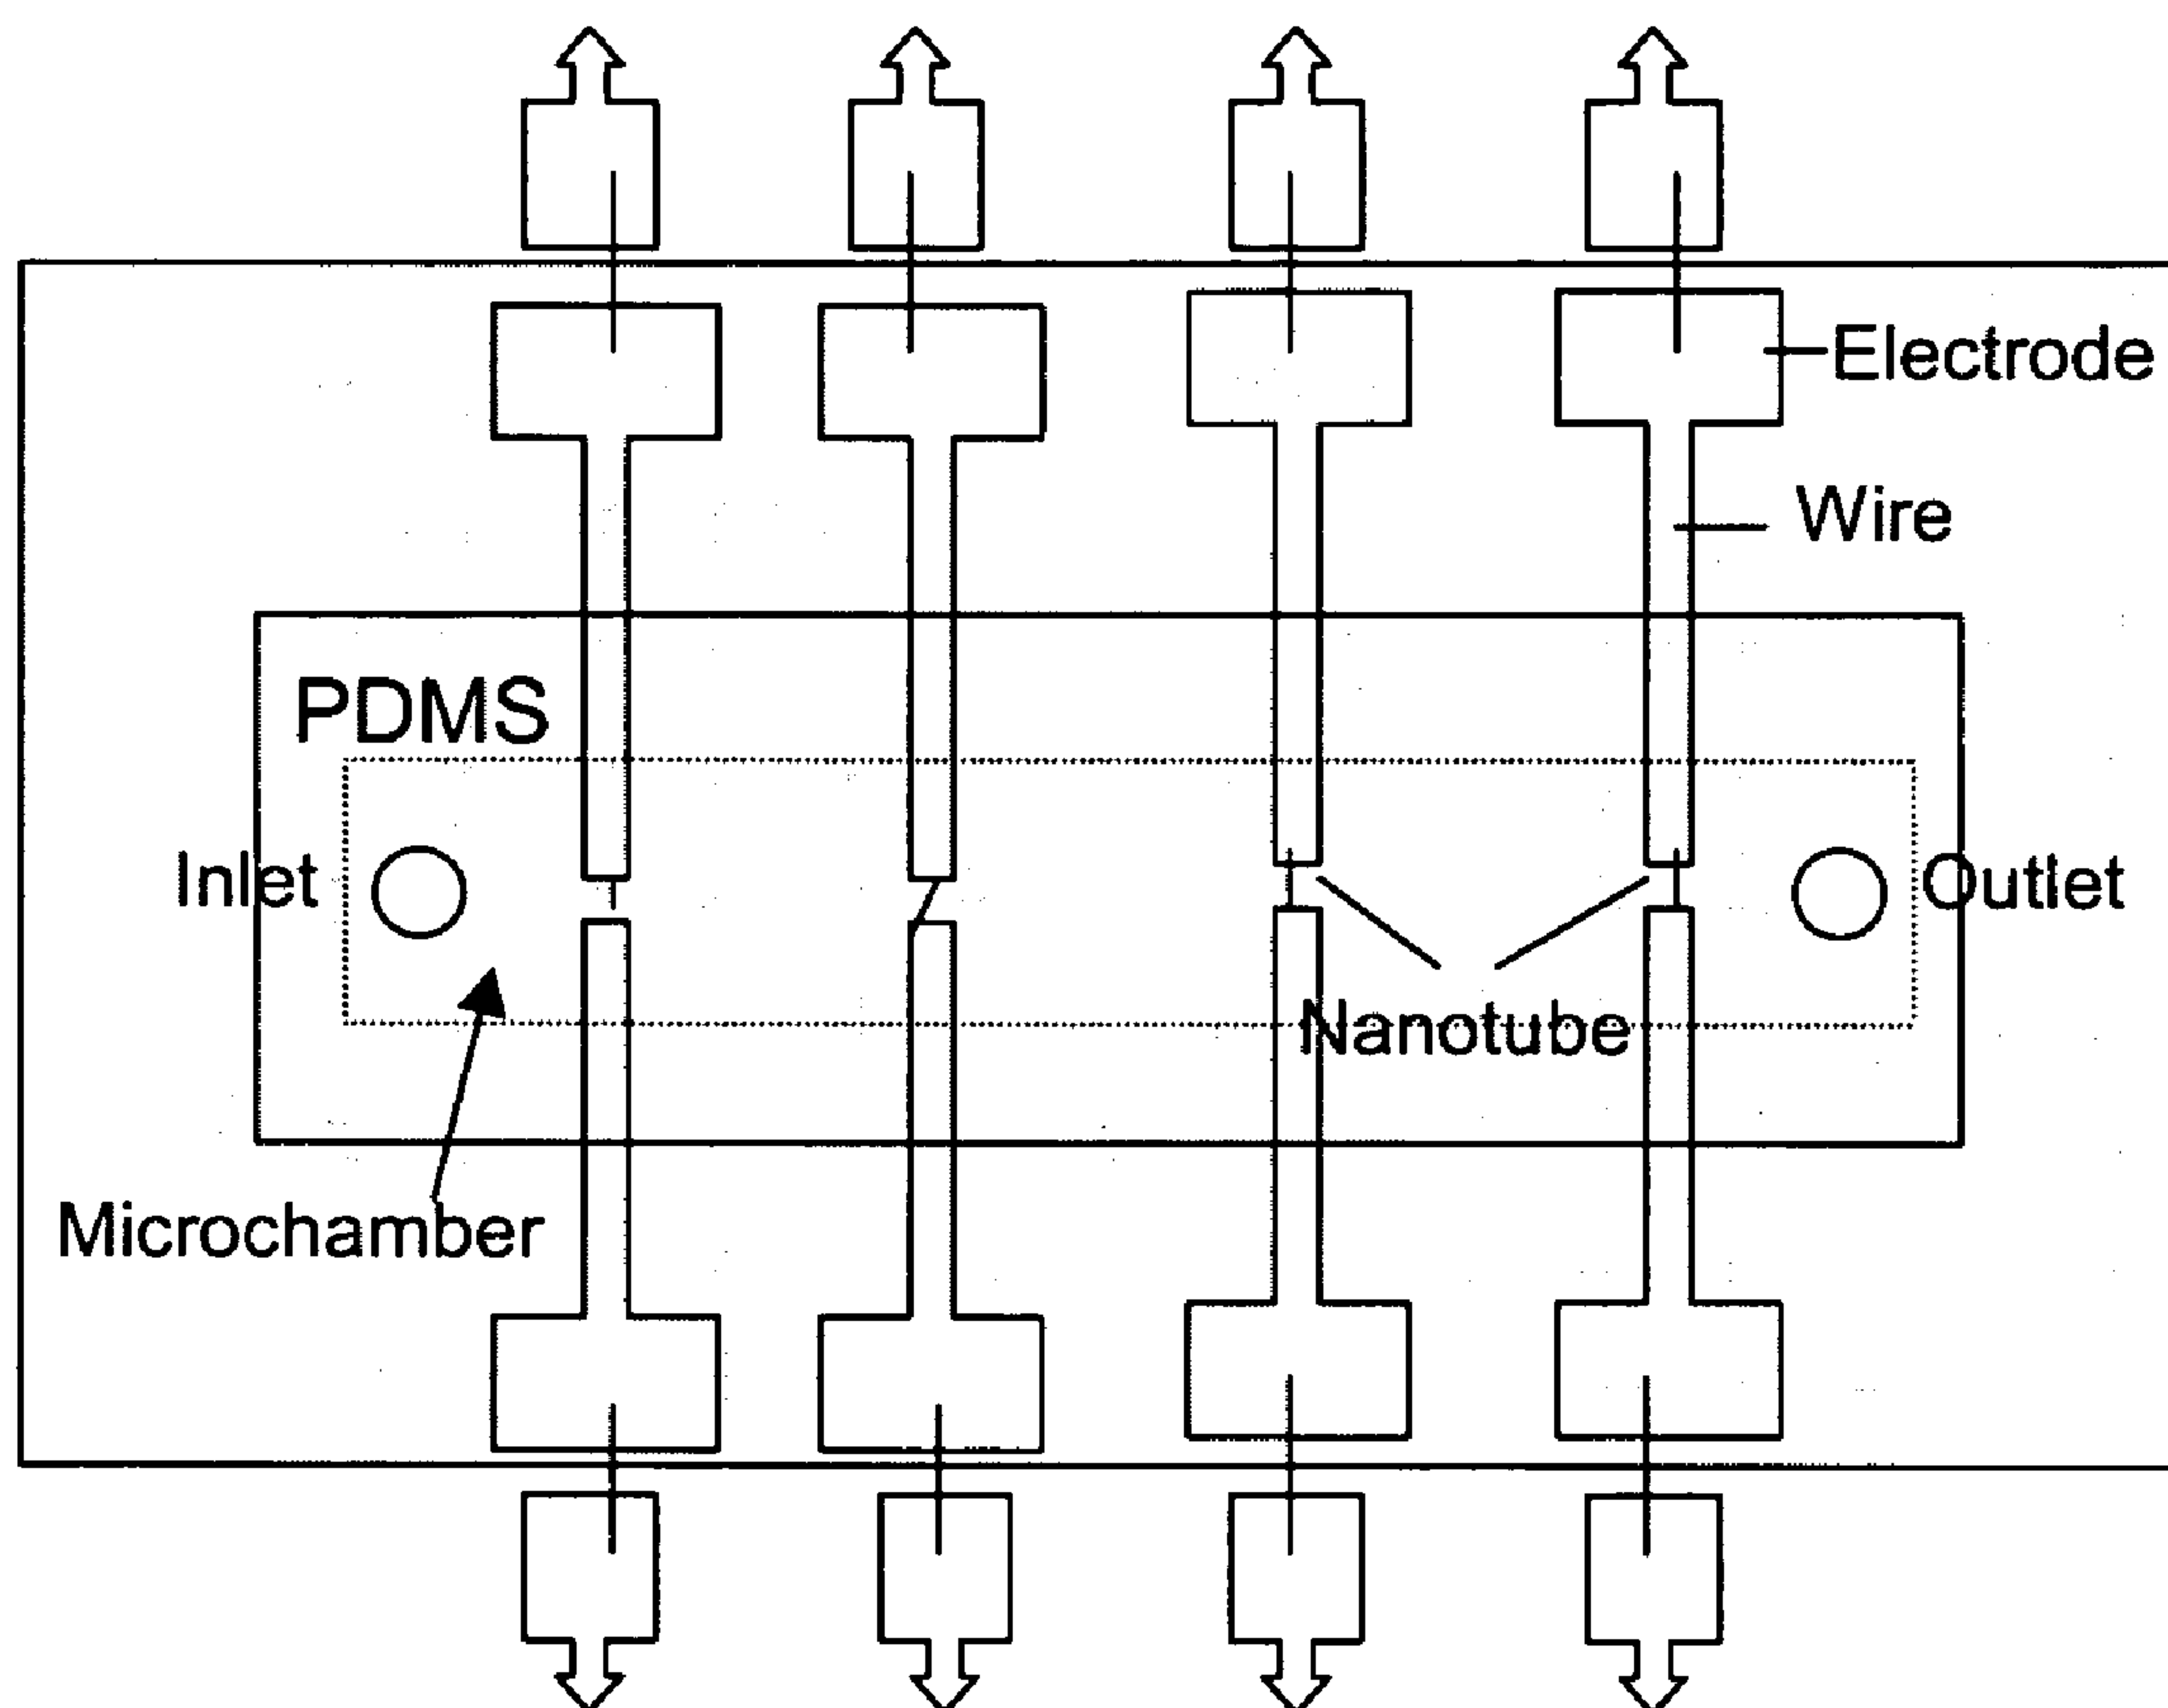 Electrode
Wire
PDMS
Inlet
Outlet
Nanotube
Microchamber